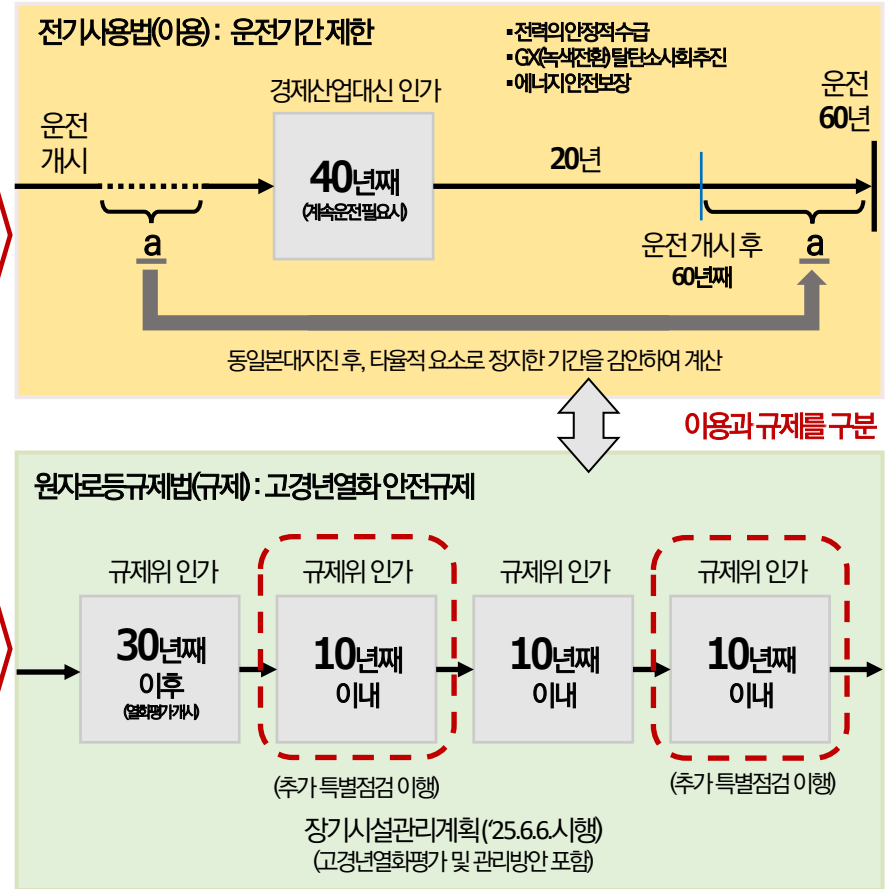 전기사용법(이용) : 운전기간 제한
▪전력의 안정적 수급
▪GX(녹색전환) 탈탄소사회 추진
▪에너지 안전보장
운전
개시
경제산업대신 인가
40년째
(계속운전 필요시)
20년
운전
60년
a
운전 개시 후
60년째
a
동일본대지진 후, 타율적 요소로 정지한 기간을 감안하여 계산
이용과 규제를 구분
원자로등규제법(규제) : 고경년열화 안전규제
규제위 인가
30년째
이후
(열화평가 개시)
규제위 인가
10년째
이내
(추가 특별점검 이행)
규제위 인가
10년째
이내
규제위 인가
10년째
이내
(추가 특별점검 이행)
장기시설관리계획('25.6.6.시행)
(고경년열화평가 및 관리방안 포함)